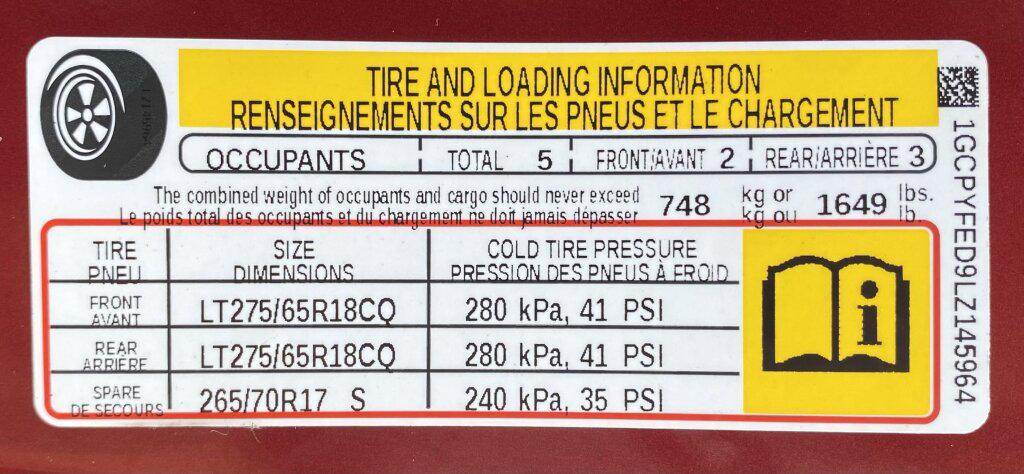 TIRE AND LOADING INFORMATION
RENSEIGNEMENTS SUR LES PNEUS ET LE CHARGEMENT
OCCUPANTS TOTAL 5 FRONT/AVANT 2 REAR/ARRIÈRE 3
The combined weight of occupants and cargo should never exceed 748 kg or 1649 lbs.
Le poids total des occupants et du chargement ne doit jamais dépasser kg ou lb.
TIRE SIZE COLD TIRE PRESSURE
PNEU DIMENSIONS PRESSION DES PNEUS À FROID
FRONT
AVANT LT275/65R18CQ 280 kPa, 41 PSI
REAR
ARRIÈRE LT275/65R18CQ 280 kPa, 41 PSI
SPARE
DE SECOURS 265/70R17 S 240 kPa, 35 PSI
i
1GCPYFED9LZ145964